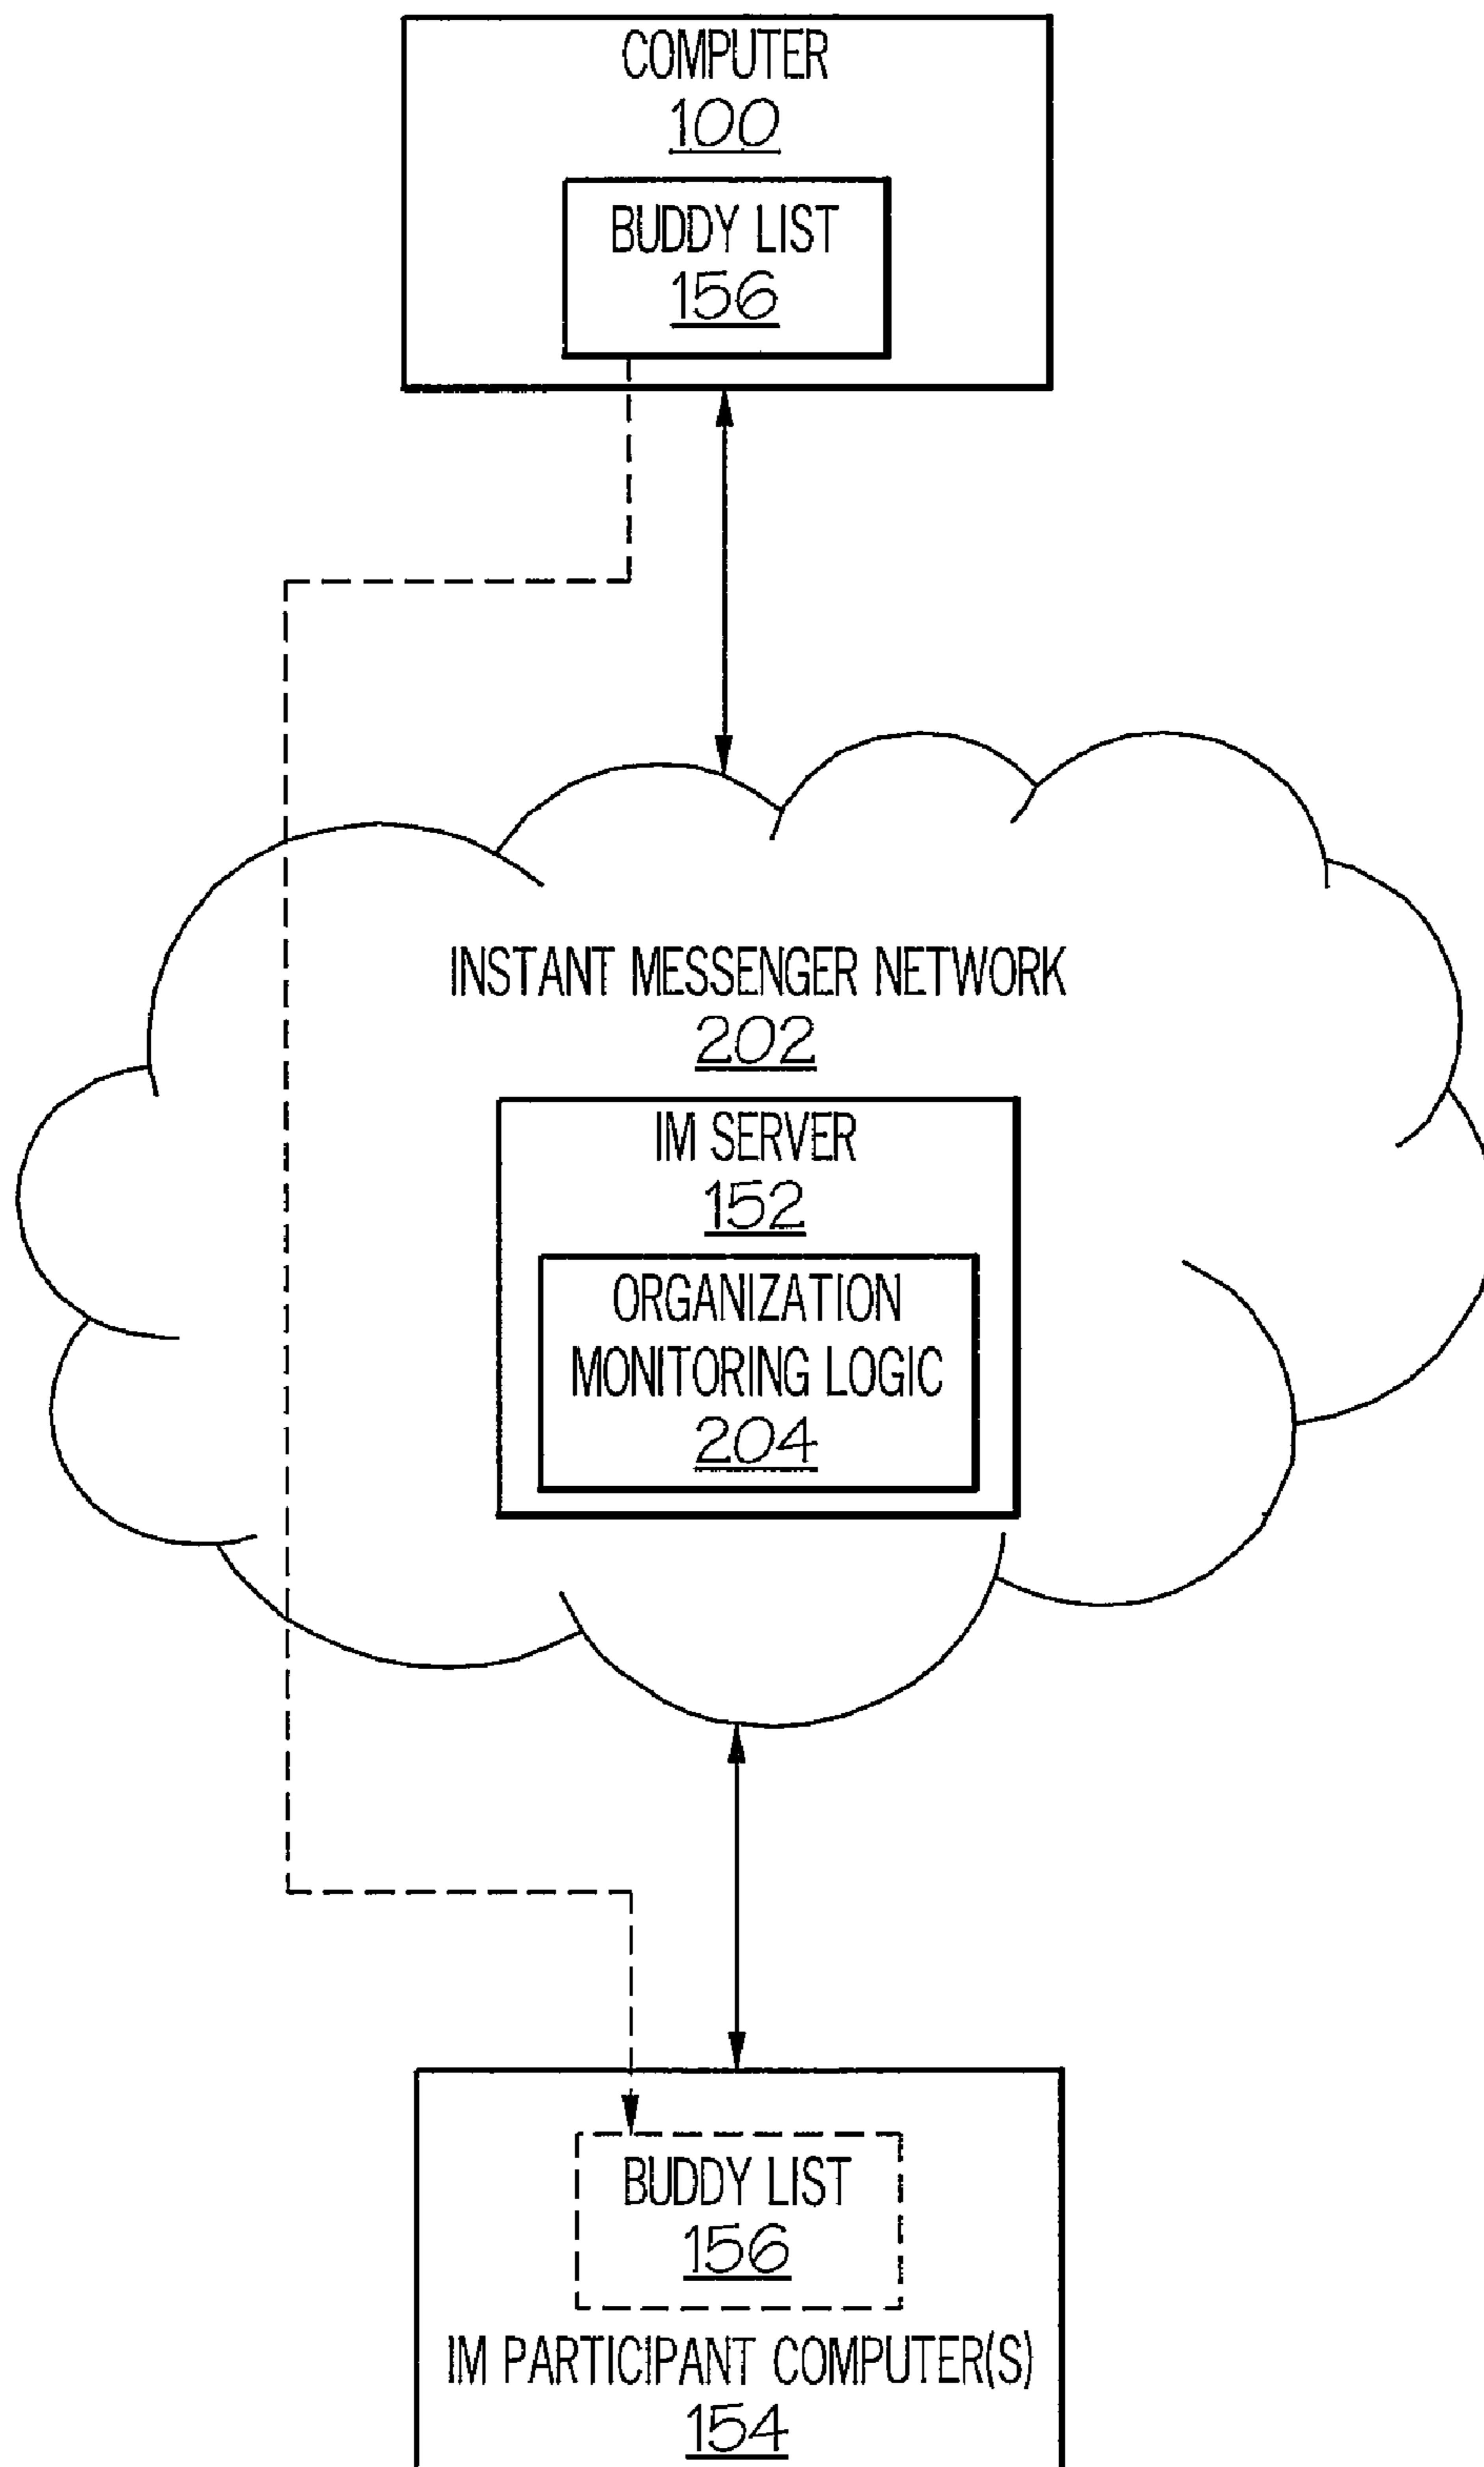 COMPUTER
100
BUDDY LIST
156
INSTANT MESSENGER NETWORK
202
IM SERVER
152
ORGANIZATION
MONITORING LOGIC
204
BUDDY LIST
156
IM PARTICIPANT COMPUTER(S)
154